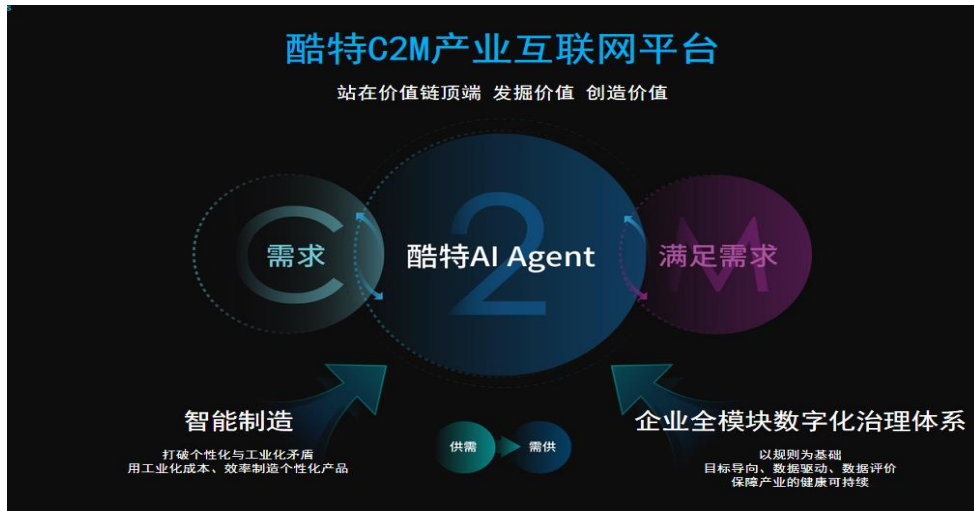 酷特C2M产业互联网平台
站在价值链顶端 发掘价值 创造价值
C
需求
2
酷特AI Agent
M
满足需求
智能制造
打破个性化与工业化矛盾
用工业化成本、效率制造个性化产品
供需
需供
企业全模块数字化治理体系
以规则为基础
目标导向、数据驱动、数据评价
保障产业的健康可持续